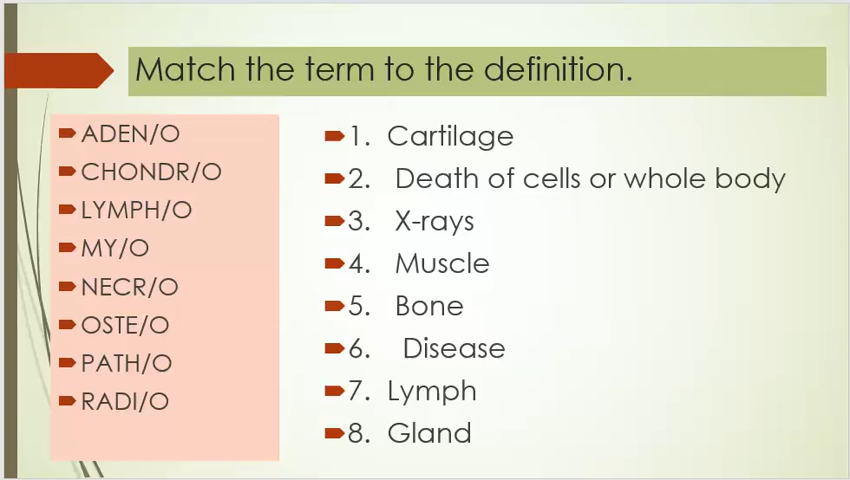 Match the term to the definition.
ADEN/O
CHONDR/O
LYMPH/O
MY/O
NECR/O
OSTE/O
PATH/O
RADI/O
1. Cartilage
2. Death of cells or whole body
3. X-rays
4. Muscle
5. Bone
6. Disease
7. Lymph
8. Gland